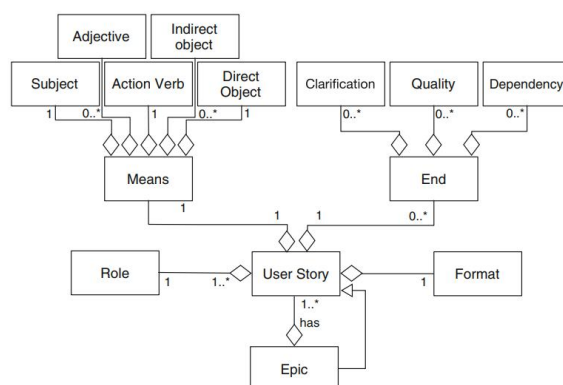 Adjective
Indirect
object
Subject
Action Verb
Direct
Object
Clarification
Quality
Dependency
1
0..*
1
0..*
1
0..*
0..*
0..*
Means
End
1
1
1
0..*
Role
User Story
Format
1
1..*
1
1..*
has
Epic